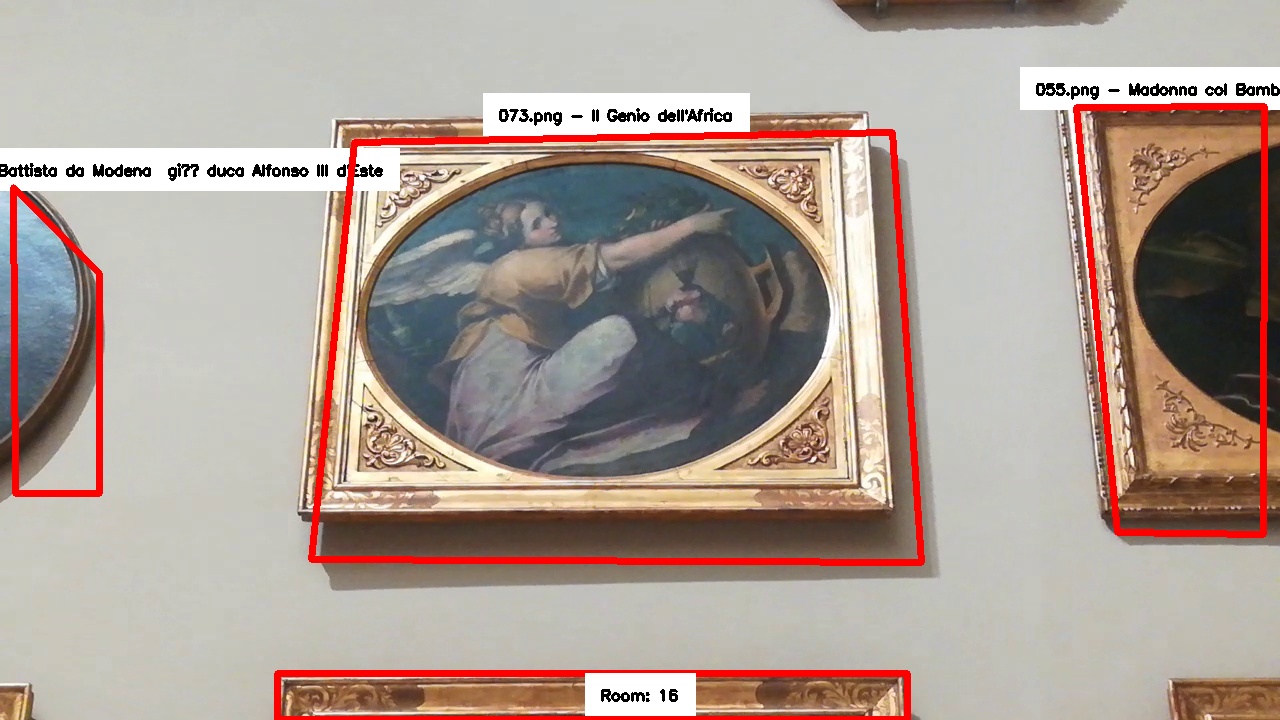 055.png - Madonna col Bamb
073.png - Il Genio dell'Africa
Battista da Modena gi?? duca Alfonso III d'Este
Room: 16